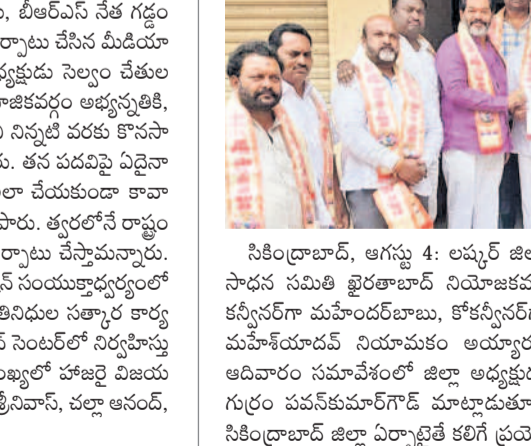 బీఆర్ఎస్ నేత గడ్డం
ర్పాటు చేసిన మీడియా
ధ్యక్షుడు సెల్వం చేతుల
మాజికవర్గం అభ్యున్నతికి,
నిన్నటి వరకు కొనసా
రు. తన పదవిపై ఏదైనా
లా చేయకుండా కావా
పారు. త్వరలోనే రాష్ట్రం
ర్పాటు చేస్తామన్నారు.
న్ సంయుక్తాధ్వర్యంలో
తినిధుల సత్కార కార్య
సెంటర్‌లో నిర్వహిస్తు
ంఖ్యలో హాజరై విజయ
శ్రీనివాస్, చల్లా ఆనంద్,
సికింద్రాబాద్, ఆగస్టు 4: లష్కర్ జిల
సాధన సమితి ఖైరతాబాద్ నియోజకవ
కన్వీనర్‌గా మహేందర్‌బాబు, కోకన్వీనర్‌గ
మహేశ్‌యాదవ్ నియామకం అయ్యార
ఆదివారం సమావేశంలో జిల్లా అధ్యక్షుడ
గుర్రం పవన్‌కుమార్‌గౌడ్ మాట్లాడుతూ
సికింద్రాబాద్ జిల్లా ఏర్పాటైతే కలిగే ప్రయో